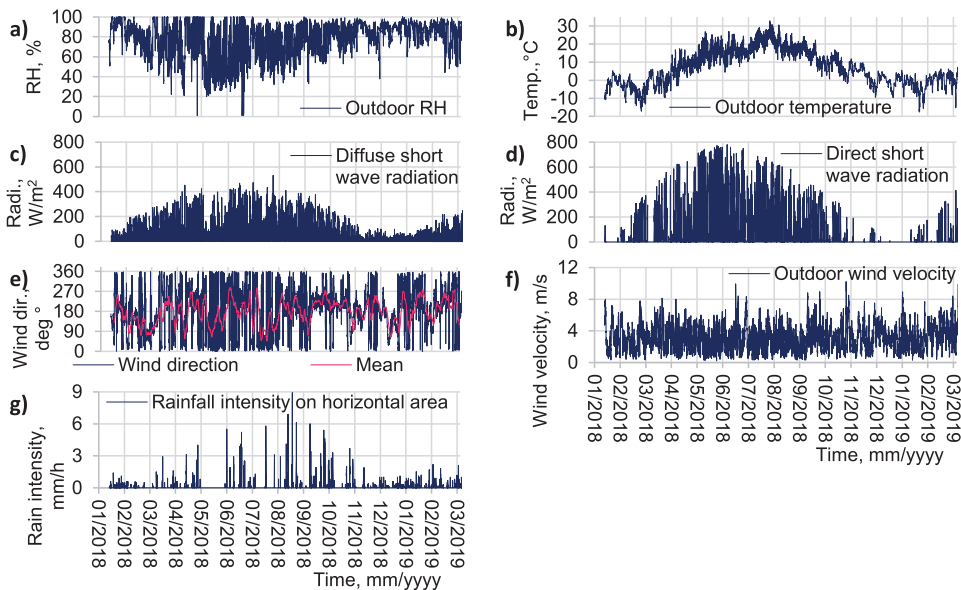 a)
RH, %
100
80
60
40
20
0
Outdoor RH
b)
Temp.,°C
30
20
10
0
-10
-20
Outdoor temperature
c)
Radi.,
W/m2
800
600
400
200
0
Diffuse short
wave radiation
d)
Radi.,
W/m2
800
600
400
200
0
Direct short
wave radiation
e)
Wind dir.,
deg °
360
270
180
90
0
Wind direction
Mean
f)
Wind velocity, m/s
12
8
4
0
Outdoor wind velocity
01/2018
02/2018
03/2018
04/2018
05/2018
06/2018
07/2018
08/2018
09/2018
10/2018
11/2018
12/2018
01/2019
02/2019
03/2019
Time, mm/yyyy
g)
Rain intensity,
mm/h
9
6
3
0
Rainfall intensity on horizontal area
01/2018
02/2018
03/2018
04/2018
05/2018
06/2018
07/2018
08/2018
09/2018
10/2018
11/2018
12/2018
01/2019
02/2019
03/2019
Time, mm/yyyy